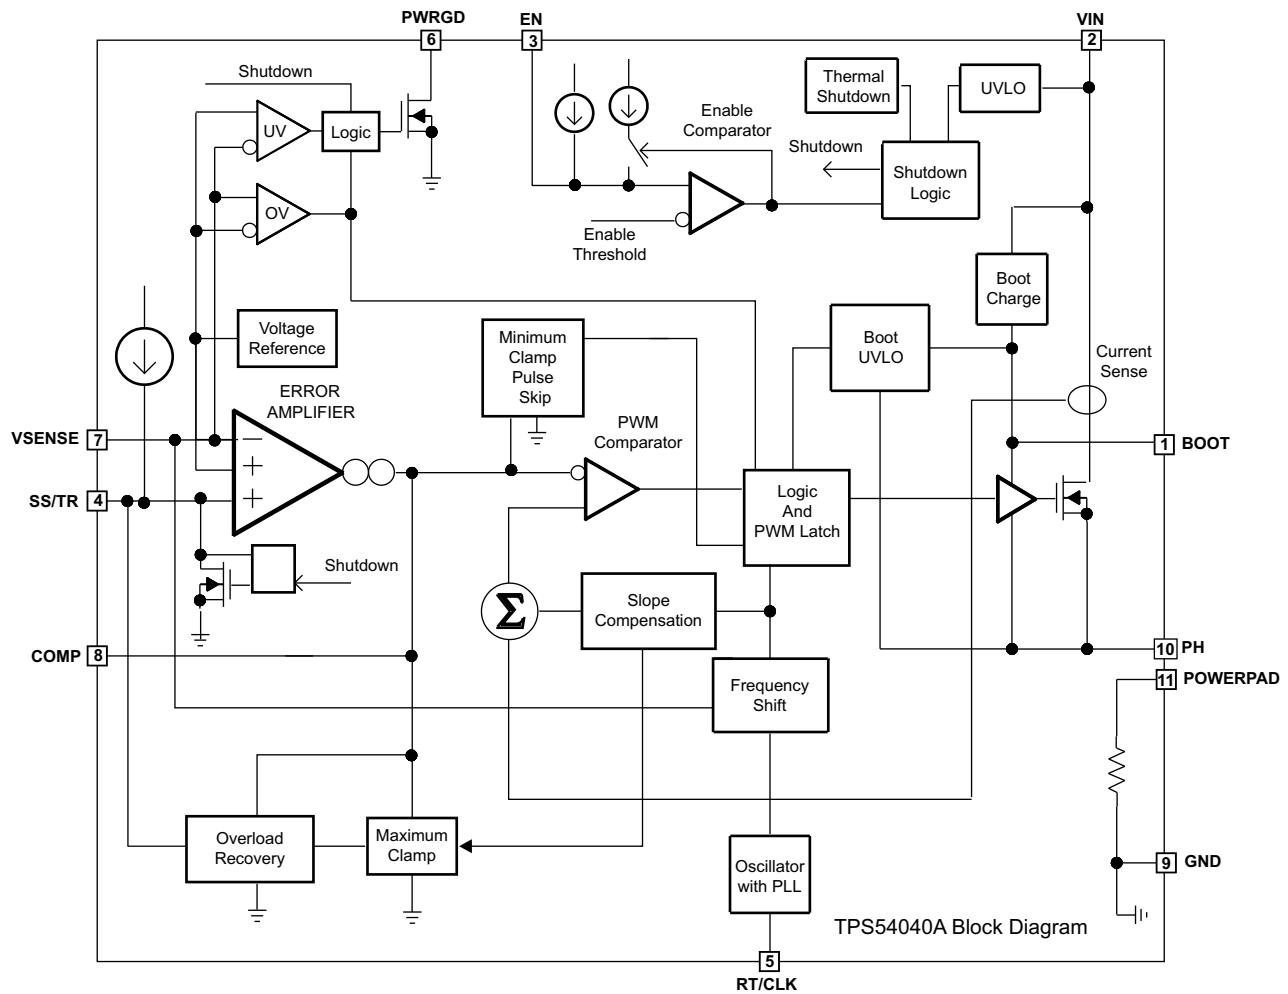 PWRGD
EN
VIN
6
3
2
Shutdown
Thermal
Shutdown
UVLO
Enable
Comparator
UV
Logic
Shutdown
Shutdown
Logic
OV
Enable
Threshold
Boot
Charge
Voltage
Reference
Minimum
Clamp
Pulse
Skip
Boot
UVLO
Current
Sense
ERROR
AMPLIFIER
PWM
Comparator
VSENSE
7
−
+
+
1
BOOT
SS/TR
4
Logic
And
PWM Latch
Shutdown
Σ
Slope
Compensation
COMP
8
10
PH
11
POWERPAD
Frequency
Shift
Overload
Recovery
Maximum
Clamp
Oscillator
with PLL
9
GND
TPS54040A Block Diagram
5
RT/CLK